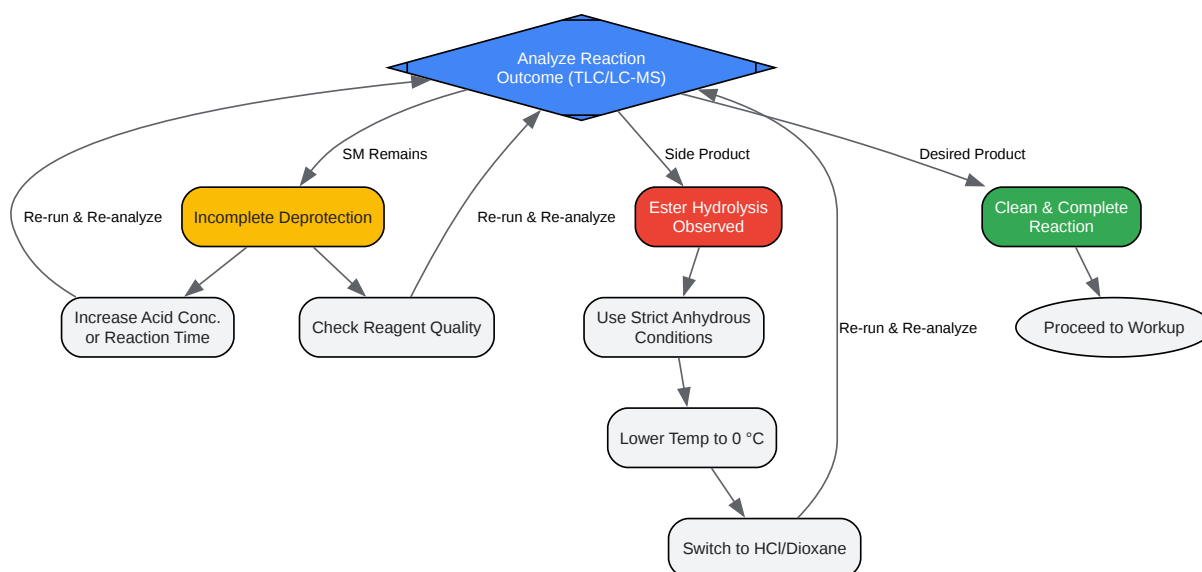 Analyze Reaction
Outcome (TLC/LC-MS)
SM Remains
Side Product
Desired Product
Re-run & Re-analyze
Incomplete Deprotection
Re-run & Re-analyze
Ester Hydrolysis
Observed
Clean & Complete
Reaction
Increase Acid Conc.
or Reaction Time
Check Reagent Quality
Use Strict Anhydrous
Conditions
Re-run & Re-analyze
Proceed to Workup
Lower Temp to 0 °C
Switch to HCl/Dioxane